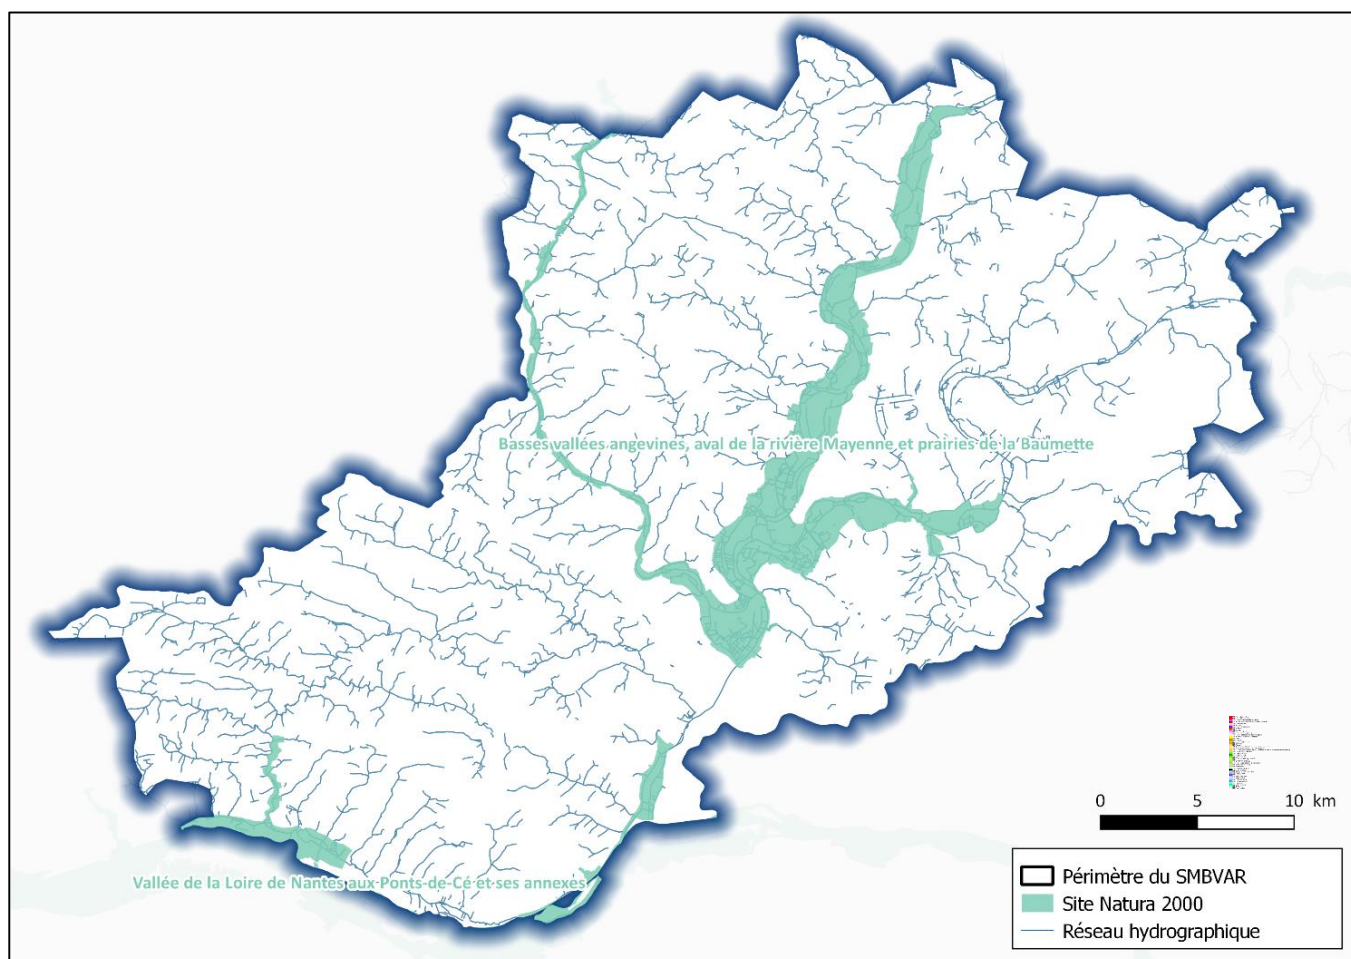 Basses vallées angevines, aval de la rivière Mayenne et prairies de la Baumette
Vallée de la Loire de Nantes aux Ponts-de-Cé et ses annexes
0 5 10 km
Périmètre du SMBVAR
Site Natura 2000
Réseau hydrographique